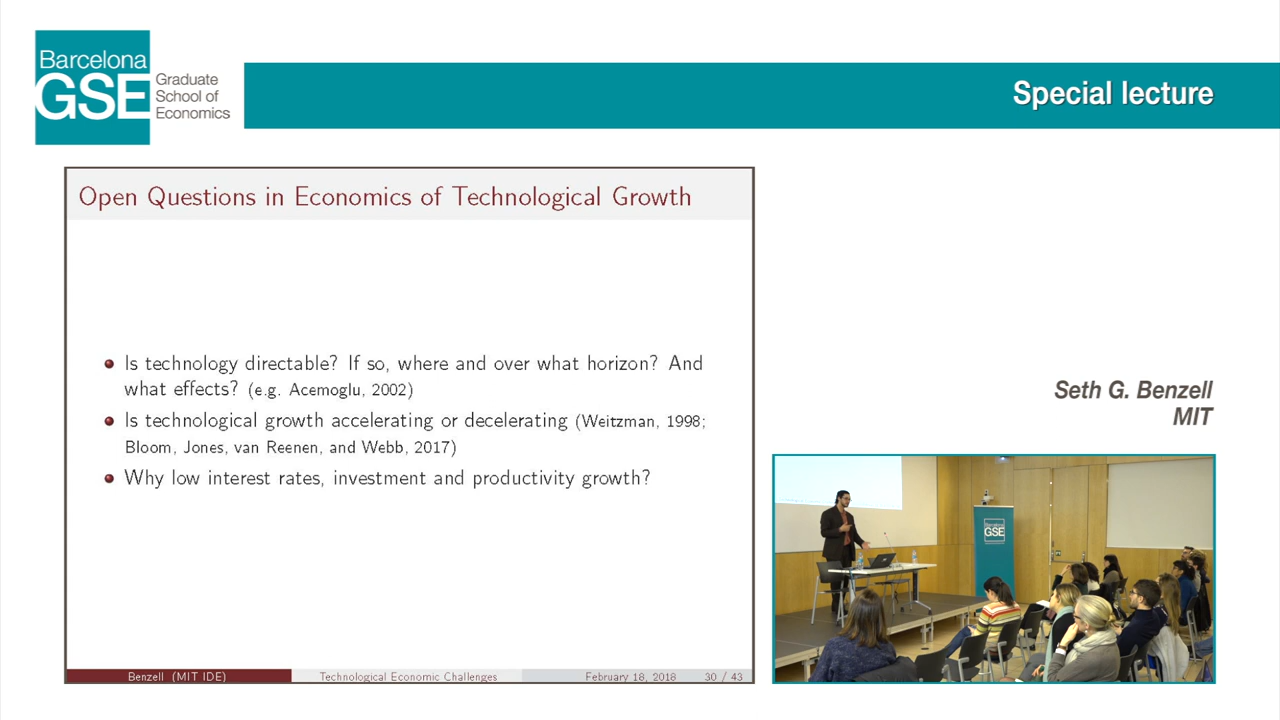 Barcelona
GSE
Graduate
School of
Economics
Special lecture
Open Questions in Economics of Technological Growth
Is technology directable? If so, where and over what horizon? And
what effects? (e.g. Acemoglu, 2002)
Is technological growth accelerating or decelerating (Weitzman, 1998;
Bloom, Jones, van Reenen, and Webb, 2017)
Why low interest rates, investment and productivity growth?
Benzell (MIT IDE)
Technological Economic Challenges
February 18, 2018
30 / 43
Seth G. Benzell
MIT
Barcelona
GSE